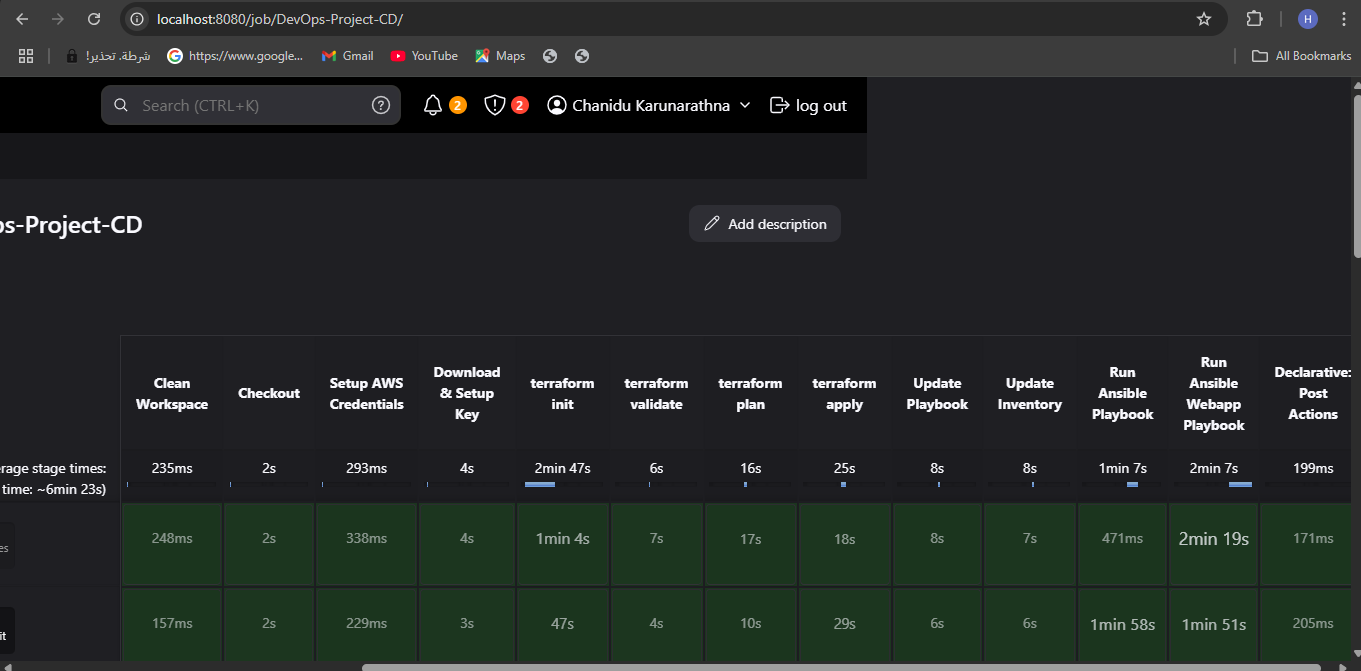 localhost:8080/job/DevOps-Project-CD/
H
شرطة. تحذير!
https://www.google...
Gmail
YouTube
Maps
All Bookmarks
Search (CTRL+K)
2
2
Chanidu Karunarathna
log out
ps-Project-CD
Add description
Clean Workspace
Checkout
Setup AWS Credentials
Download & Setup Key
terraform init
terraform validate
terraform plan
terraform apply
Update Playbook
Update Inventory
Run Ansible Playbook
Run Ansible Webapp Playbook
Declarative: Post Actions
rage stage times:
time: ~6min 23s)
235ms 2s 293ms 4s 2min 47s 6s 16s 25s 8s 8s 1min 7s 2min 7s 199ms
es
248ms 2s 338ms 4s 1min 4s 7s 17s 18s 8s 7s 471ms 2min 19s 171ms
it
157ms 2s 229ms 3s 47s 4s 10s 29s 6s 6s 1min 58s 1min 51s 205ms